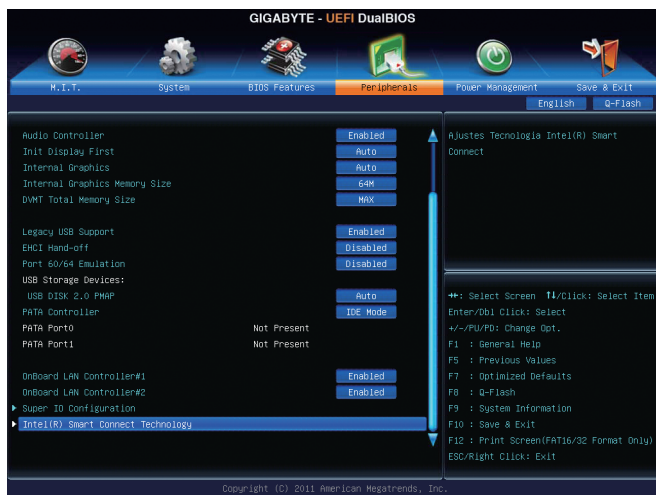 GIGABYTE - UEFI DualBIOS
M.I.T. System BIOS Features Peripherals Power Management Save & Exit
English Q-Flash
Audio Controller Enabled
Init Display First Auto
Internal Graphics Auto
Internal Graphics Memory Size 64M
DVMT Total Memory Size MAX
Legacy USB Support Enabled
EHCI Hand-off Disabled
Port 60/64 Emulation Disabled
USB Storage Devices:
USB DISK 2.0 PMAP Auto
PATA Controller IDE Mode
PATA Port0 Not Present
PATA Port1 Not Present
OnBoard LAN Controller#1 Enabled
OnBoard LAN Controller#2 Enabled
Super IO Configuration
Intel(R) Smart Connect Technology
Ajustes Tecnologia Intel(R) Smart
Connect
↔: Select Screen ↑↓/Click: Select Item
Enter/Dbl Click: Select
+/-/PU/PD: Change Opt.
F1 : General Help
F5 : Previous Values
F7 : Optimized Defaults
F8 : Q-Flash
F9 : System Information
F10 : Save & Exit
F12 : Print Screen(FAT16/32 Format Only)
ESC/Right Click: Exit
Copyright (C) 2011 American Megatrends, Inc.